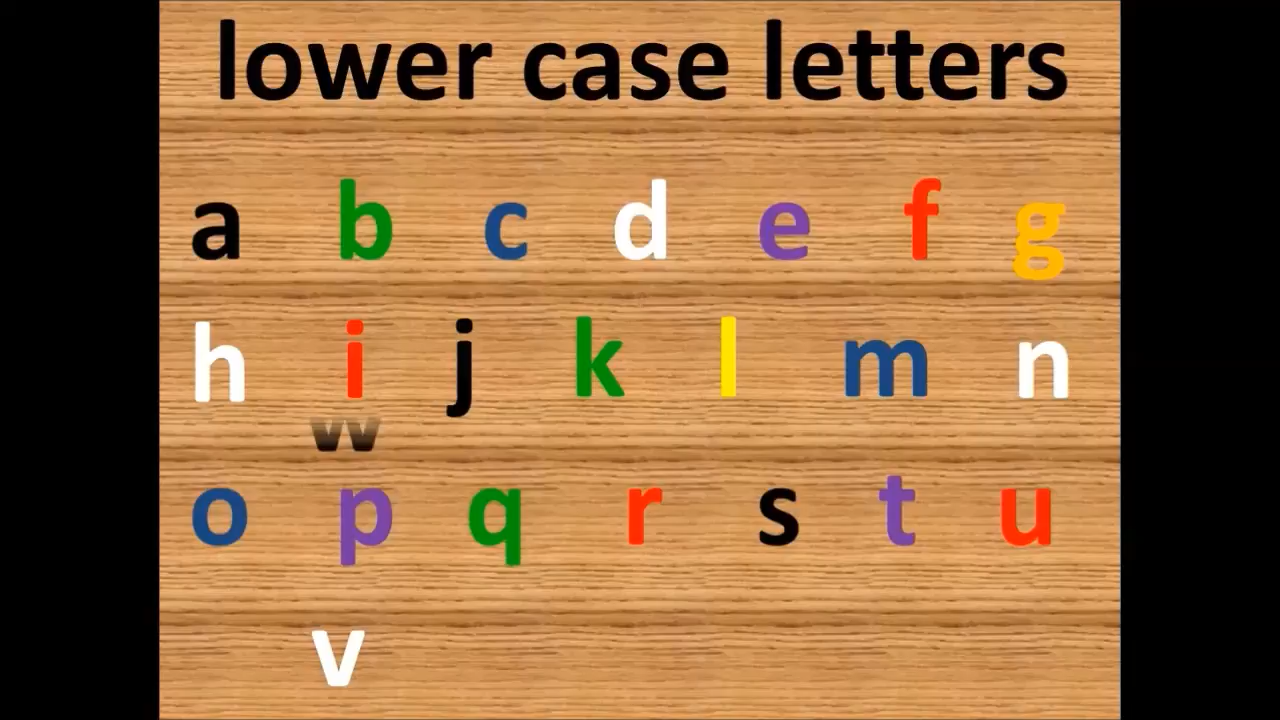 lower case letters
a b c d e f g
h i j k l m n
w
o p q r s t u
v